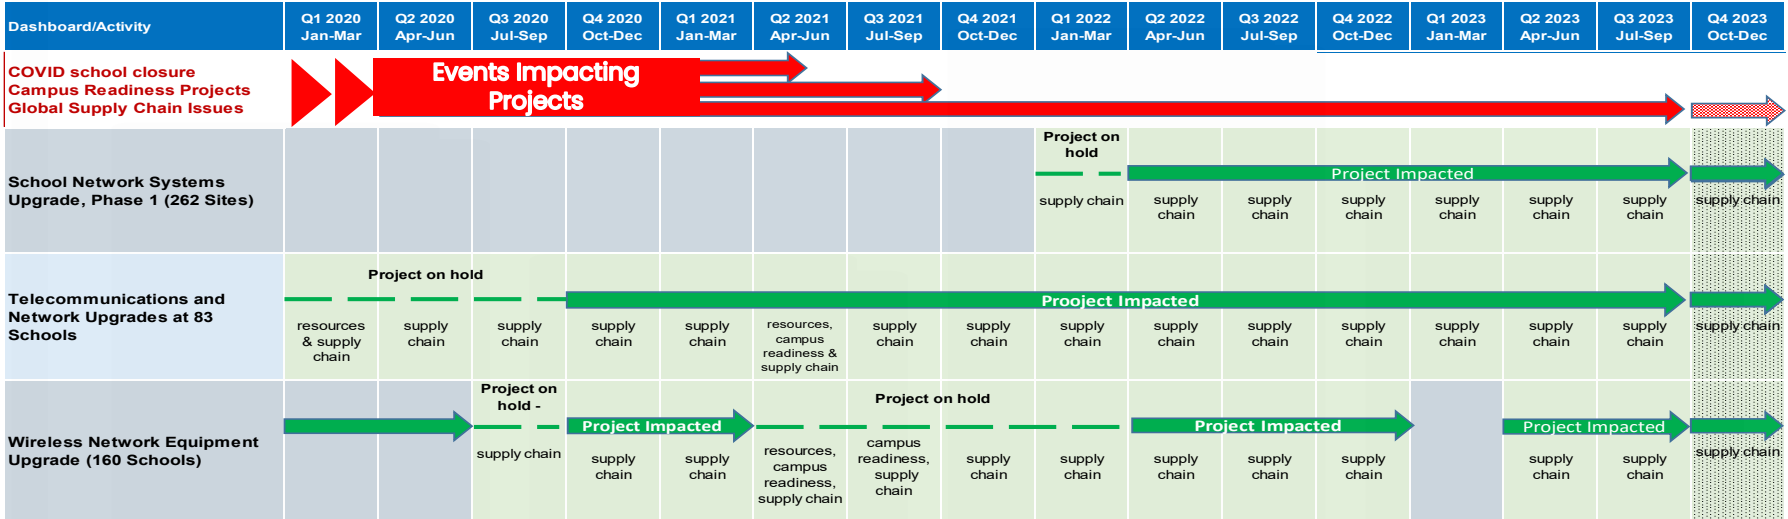 Dashboard/Activity
Q1 2020 Q2 2020 Q3 2020 Q4 2020 Q1 2021 Q2 2021 Q3 2021 Q4 2021 Q1 2022 Q2 2022 Q3 2022 Q4 2022 Q1 2023 Q2 2023 Q3 2023 Q4 2023
Jan-Mar Apr-Jun Jul-Sep Oct-Dec Jan-Mar Apr-Jun Jul-Sep Oct-Dec Jan-Mar Apr-Jun Jul-Sep Oct-Dec Jan-Mar Apr-Jun Jul-Sep Oct-Dec
COVID school closure
Campus Readiness Projects
Global Supply Chain Issues
Events Impacting
Projects
School Network Systems
Upgrade, Phase 1 (262 Sites)
Project on
hold
Project Impacted
supply chain
supply
chain
supply
chain
supply
chain
supply
chain
supply
chain
supply
chain
supply chain
Telecommunications and
Network Upgrades at 83
Schools
Project on hold
Prooject Impacted
resources
& supply
chain
supply
chain
supply
chain
supply
chain
supply
chain
resources,
campus
readiness &
supply chain
supply
chain
supply
chain
supply
chain
supply
chain
supply
chain
supply
chain
supply
chain
supply
chain
supply
chain
supply chain
Wireless Network Equipment
Upgrade (160 Schools)
Project on
hold -
supply chain
Project Impacted
supply
chain
supply
chain
Project on hold
resources,
campus
readiness,
supply chain
campus
readiness,
supply
chain
supply
chain
supply
chain
Project Impacted
supply
chain
supply
chain
supply
chain
Project Impacted
supply
chain
supply
chain
supply chain